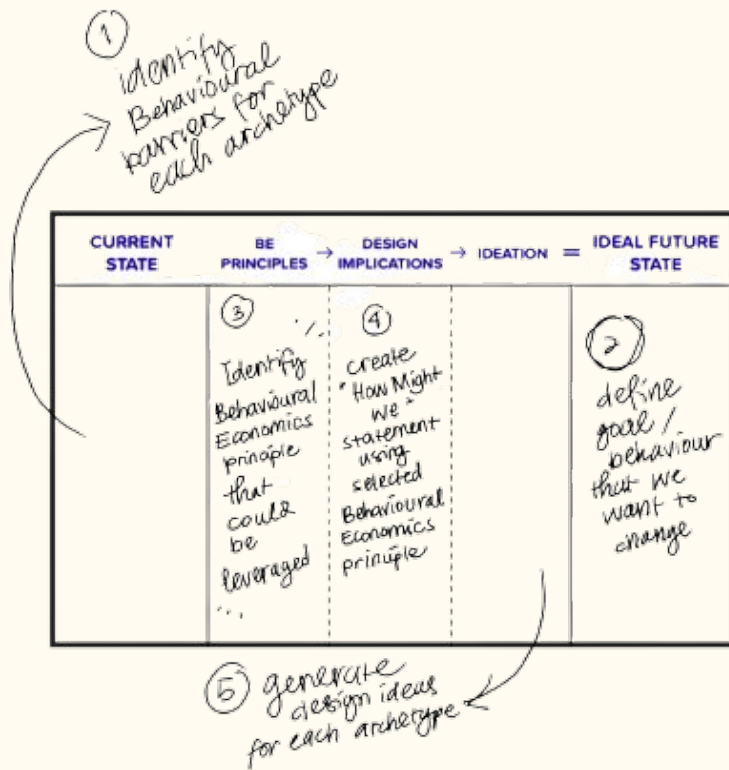 1
identify
Behavioural
barriers for
each archetype
CURRENT
STATE
BE
PRINCIPLES
→ DESIGN
IMPLICATIONS
→ IDEATION
= IDEAL FUTURE
STATE
3
Identify
Behavioural
Economics
principle
that
could
be
leveraged
...
4
create
"How Might
We"
statement
using
selected
Behavioural
Economics
principle
2
define
goal /
behaviour
that we
want to
change
5 generate
design ideas
for each archetype